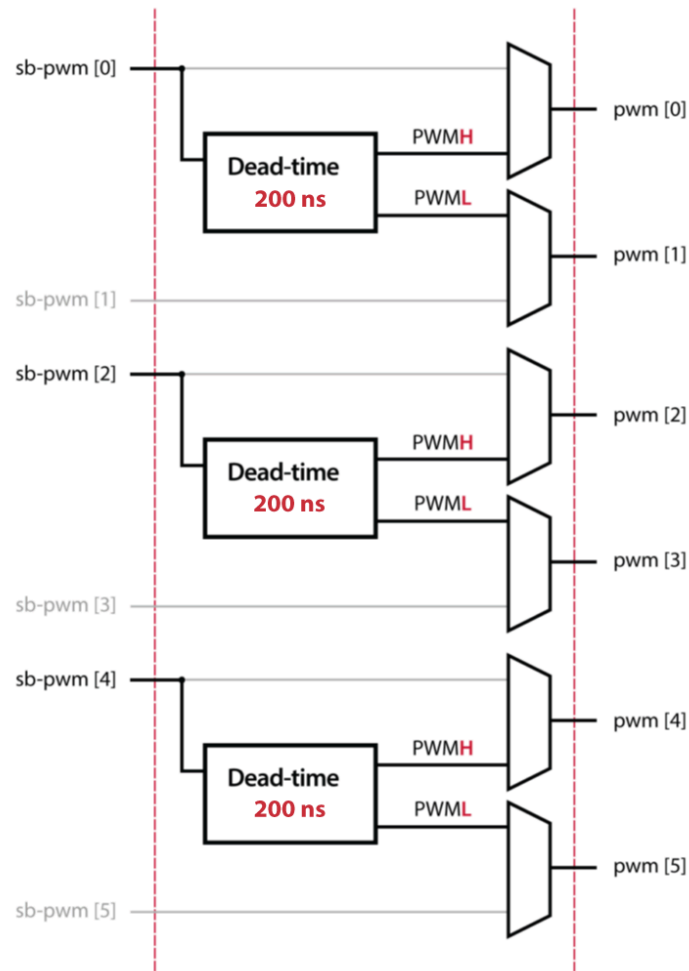 sb-pwm [0]
pwm [0]
PWMH
Dead-time
200 ns
PWML
pwm [1]
sb-pwm [1]
sb-pwm [2]
pwm [2]
PWMH
Dead-time
200 ns
PWML
pwm [3]
sb-pwm [3]
sb-pwm [4]
pwm [4]
PWMH
Dead-time
200 ns
PWML
pwm [5]
sb-pwm [5]